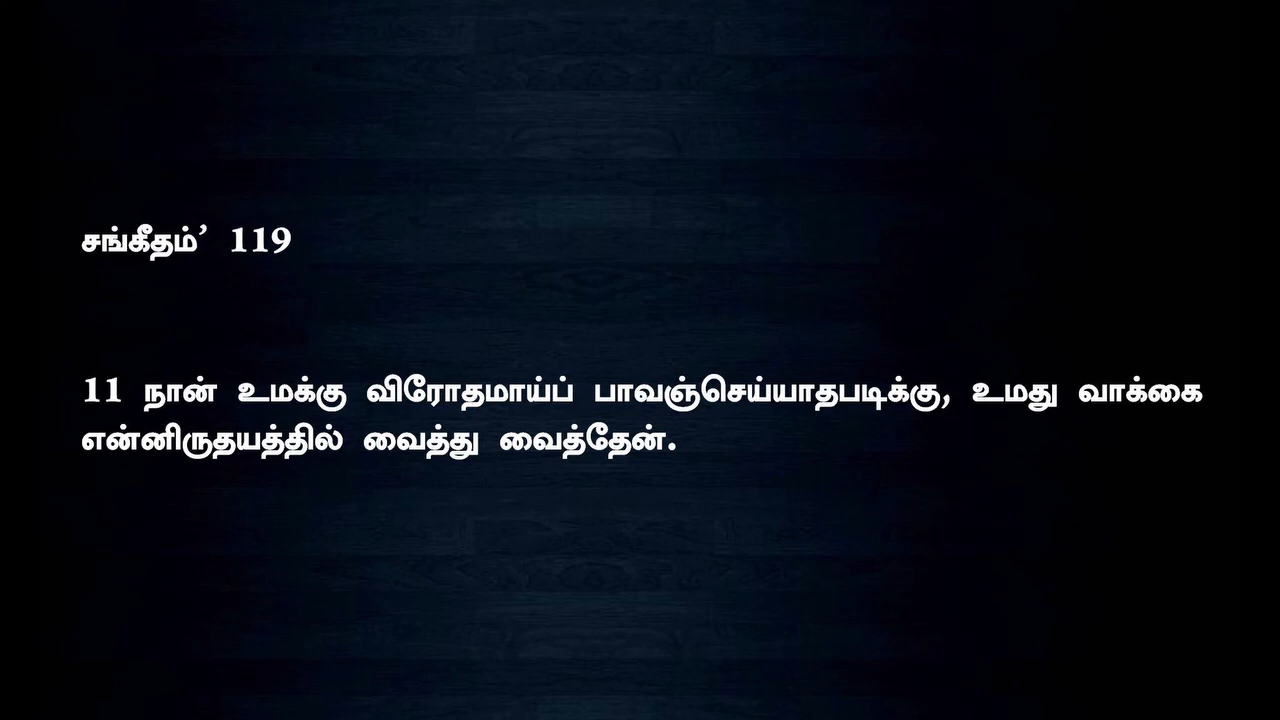 சங்கீதம்’ 119
11 நான் உமக்கு விரோதமாய்ப் பாவஞ்செய்யாதபடிக்கு, உமது வாக்கை
என்னிருதயத்தில் வைத்து வைத்தேன்.